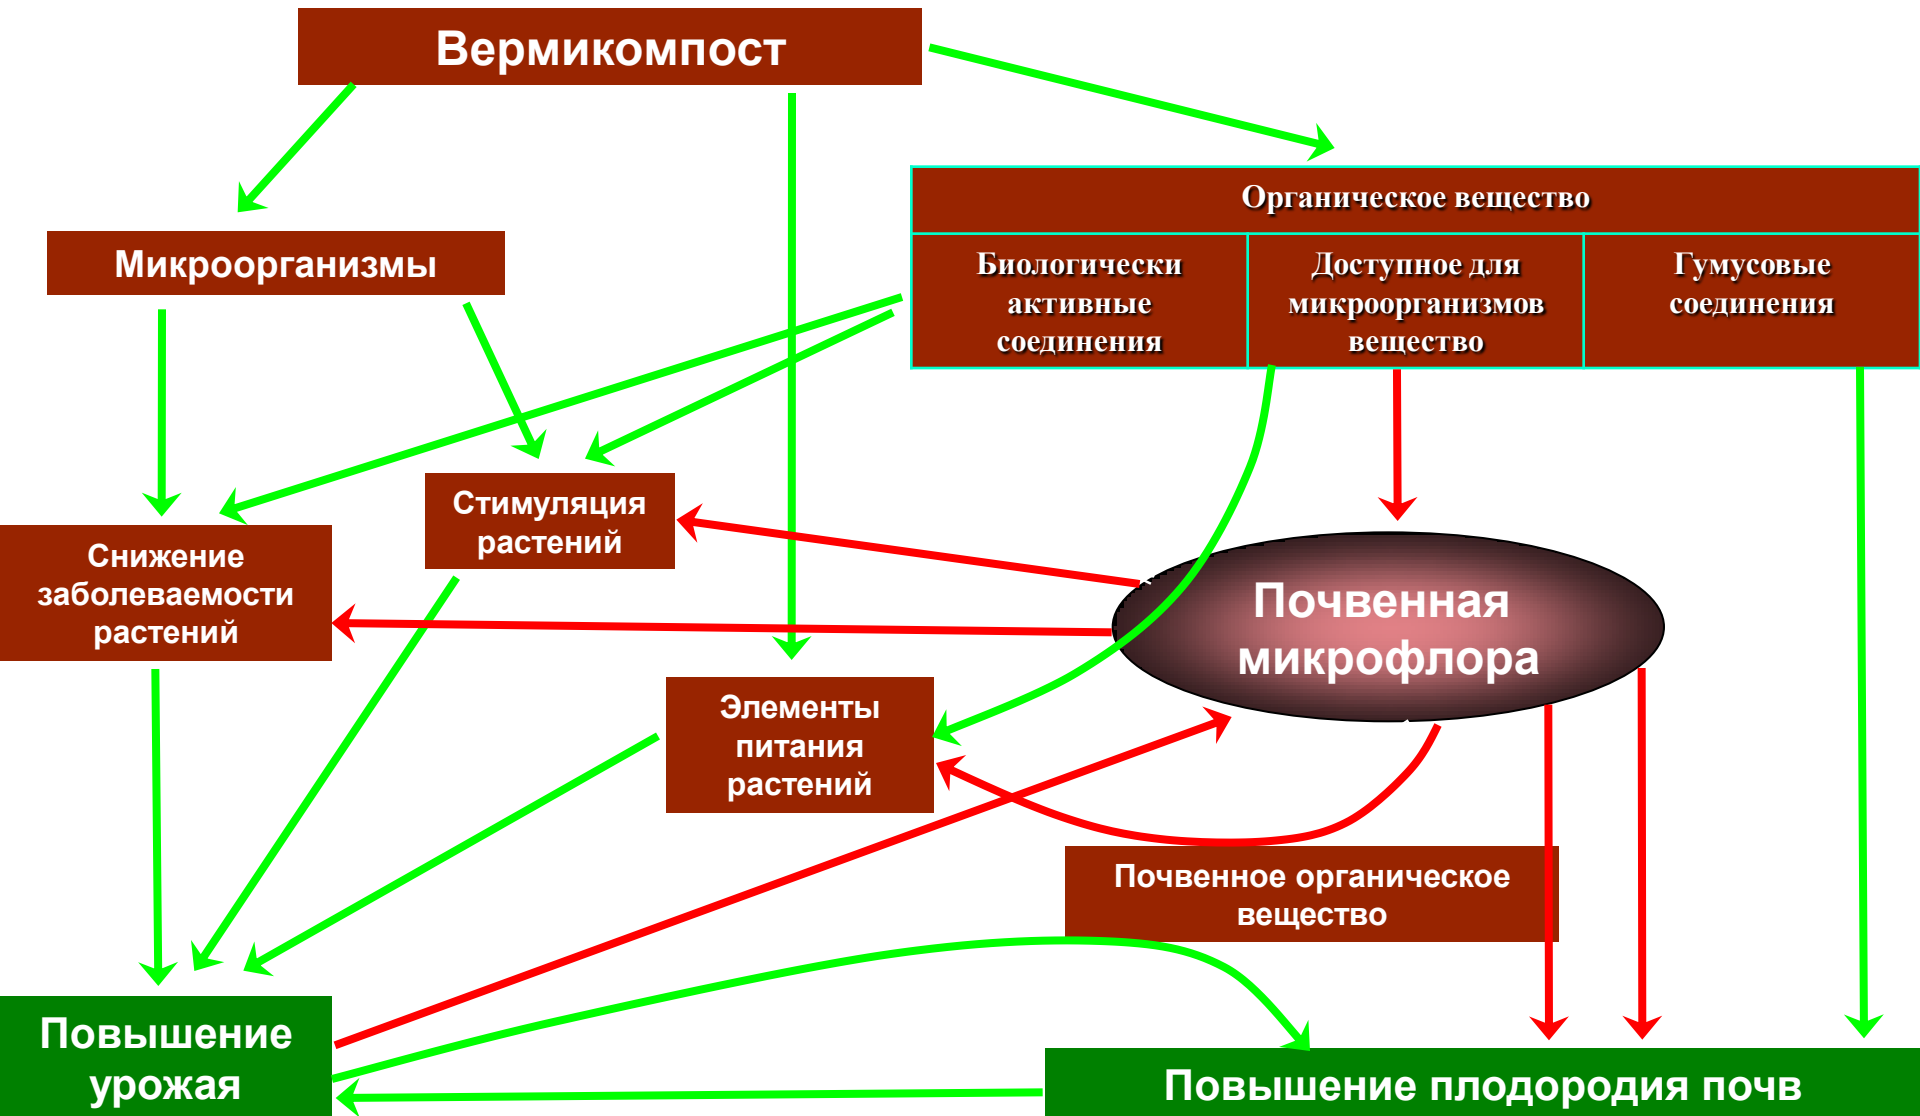 Вермикомпост
Органическое вещество
Биологически
активные
соединения
Доступное для
микроорганизмов
вещество
Гумусовые
соединения
Микроорганизмы
Стимуляция
растений
Снижение
заболеваемости
растений
Почвенная
микрофлора
Элементы
питания
растений
Почвенное органическое
вещество
Повышение
урожая
Повышение плодородия почв